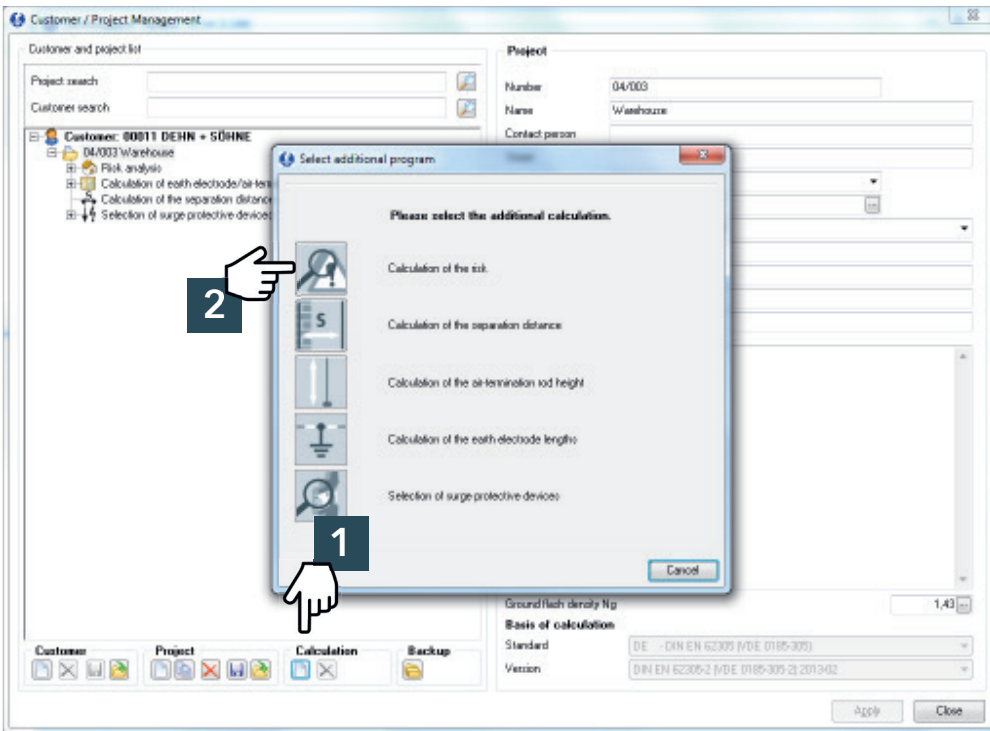 Customer / Project Management
Customer and project list
Project search
Customer search
Customer: 00011 DEHN + SÖHNE
04/003 Warehouse
Risk analysis
Calculation of earth electrode/air-term
Calculation of the separation distance
Selection of surge protective devices
Project
Number 04/003
Name Warehouse
Contact person
Select additional program
Please select the additional calculation.
Calculation of the risk
Calculation of the separation distance
S
Calculation of the air-termination rod height
Calculation of the earth electrode lengths
Selection of surge protective devices
Cancel
2
1
Ground flash density Ng 1,43
Basis of calculation
Standard DE - DIN EN 62305 (VDE 0185-305)
Version DIN EN 62305-2 (VDE 0185-305-2):2013-02
Customer Project Calculation Backup
Apply Close